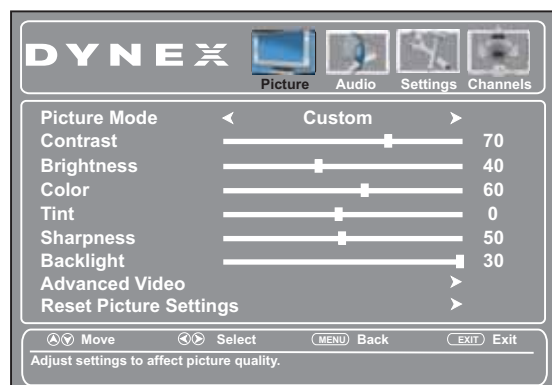 DYNEX
Picture Audio Settings Channels
Picture Mode Custom
Contrast 70
Brightness 40
Color 60
Tint 0
Sharpness 50
Backlight 30
Advanced Video
Reset Picture Settings
Move Select MENU Back EXIT Exit
Adjust settings to affect picture quality.